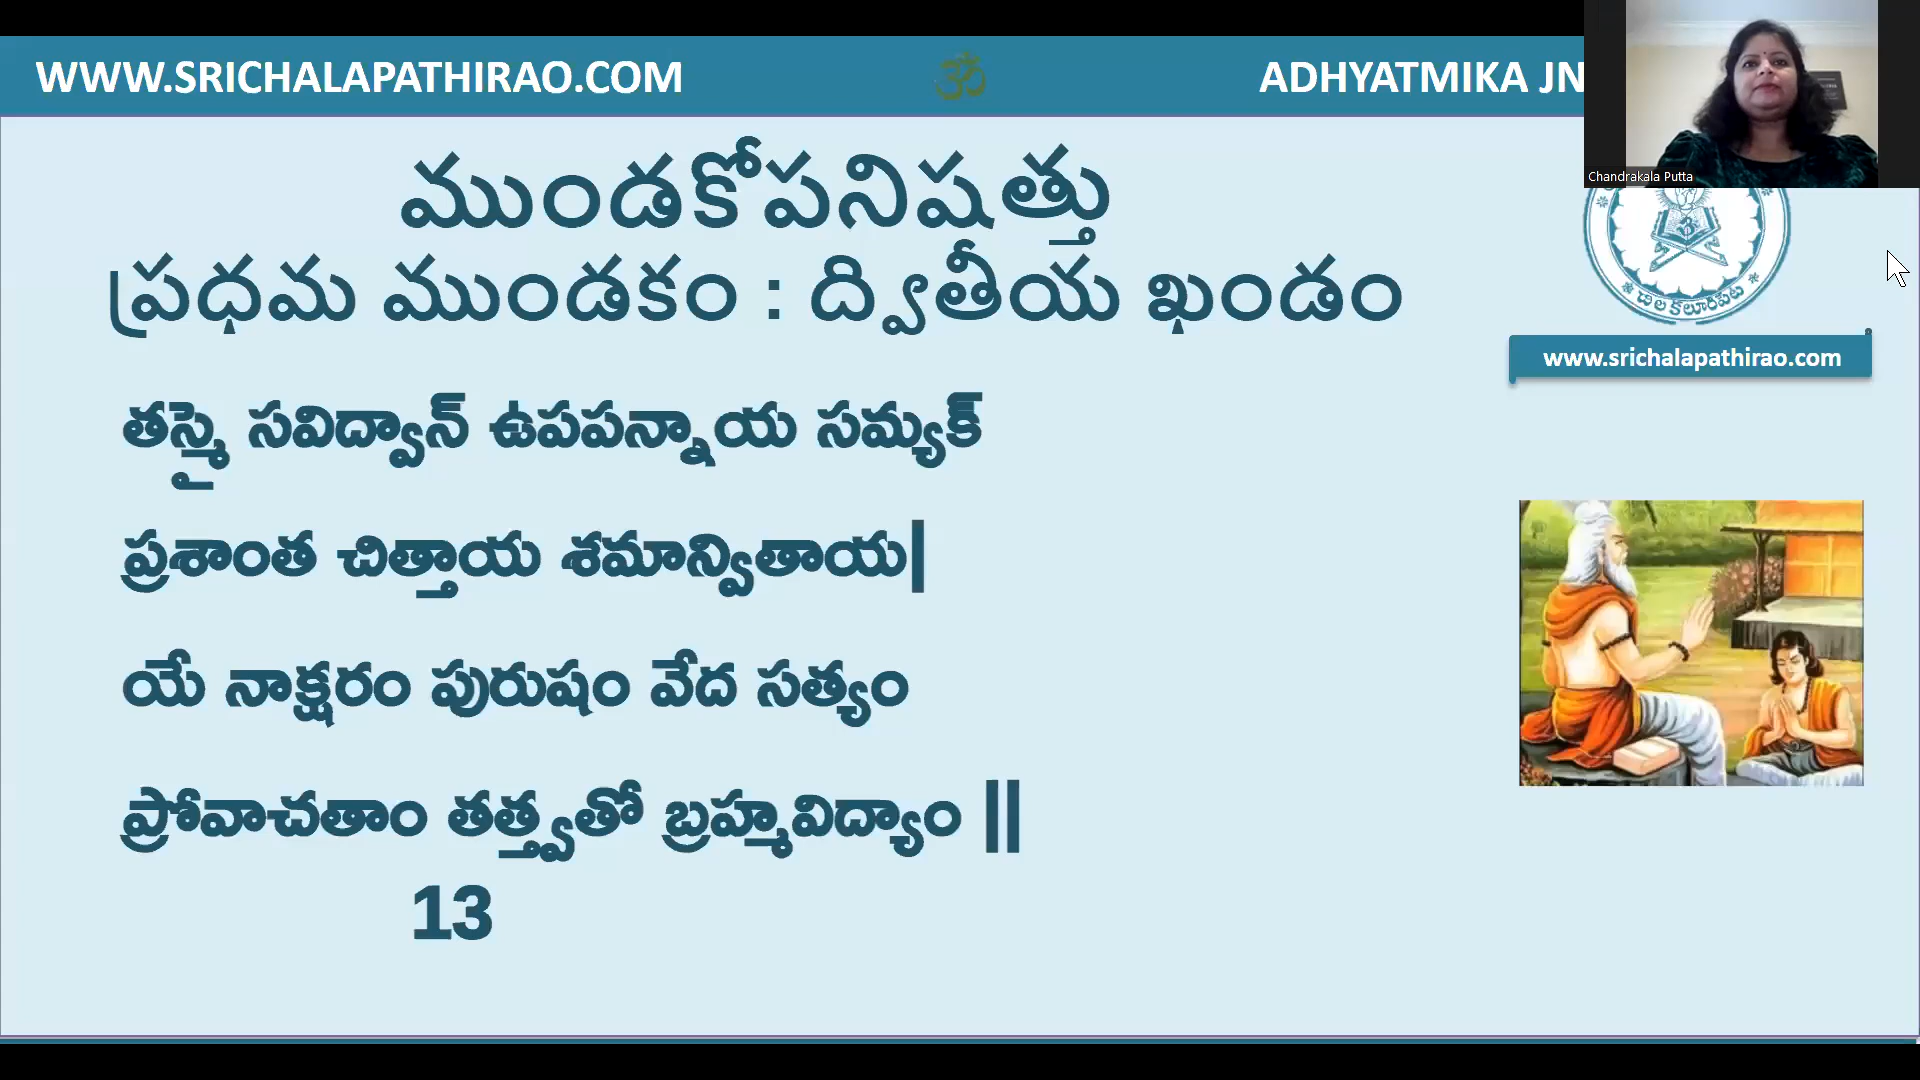 WWW.SRICHALAPATHIRAO.COM ॐ ADHYATMIKA JN
Chandrakala Putta
ముండకోపనిషత్తు
ప్రధమ ముండకం : ద్వితీయ ఖండం
చిలకలూరిపేట
www.srichalapathirao.com
తస్మై సవిద్వాన్ ఉపపన్నాయ సమ్యక్
ప్రశాంత చిత్తాయ శమాన్వితాయ|
యే నాక్షరం పురుషం వేద సత్యం
ప్రోవాచతాం తత్త్వతో బ్రహ్మవిద్యాం ||
13